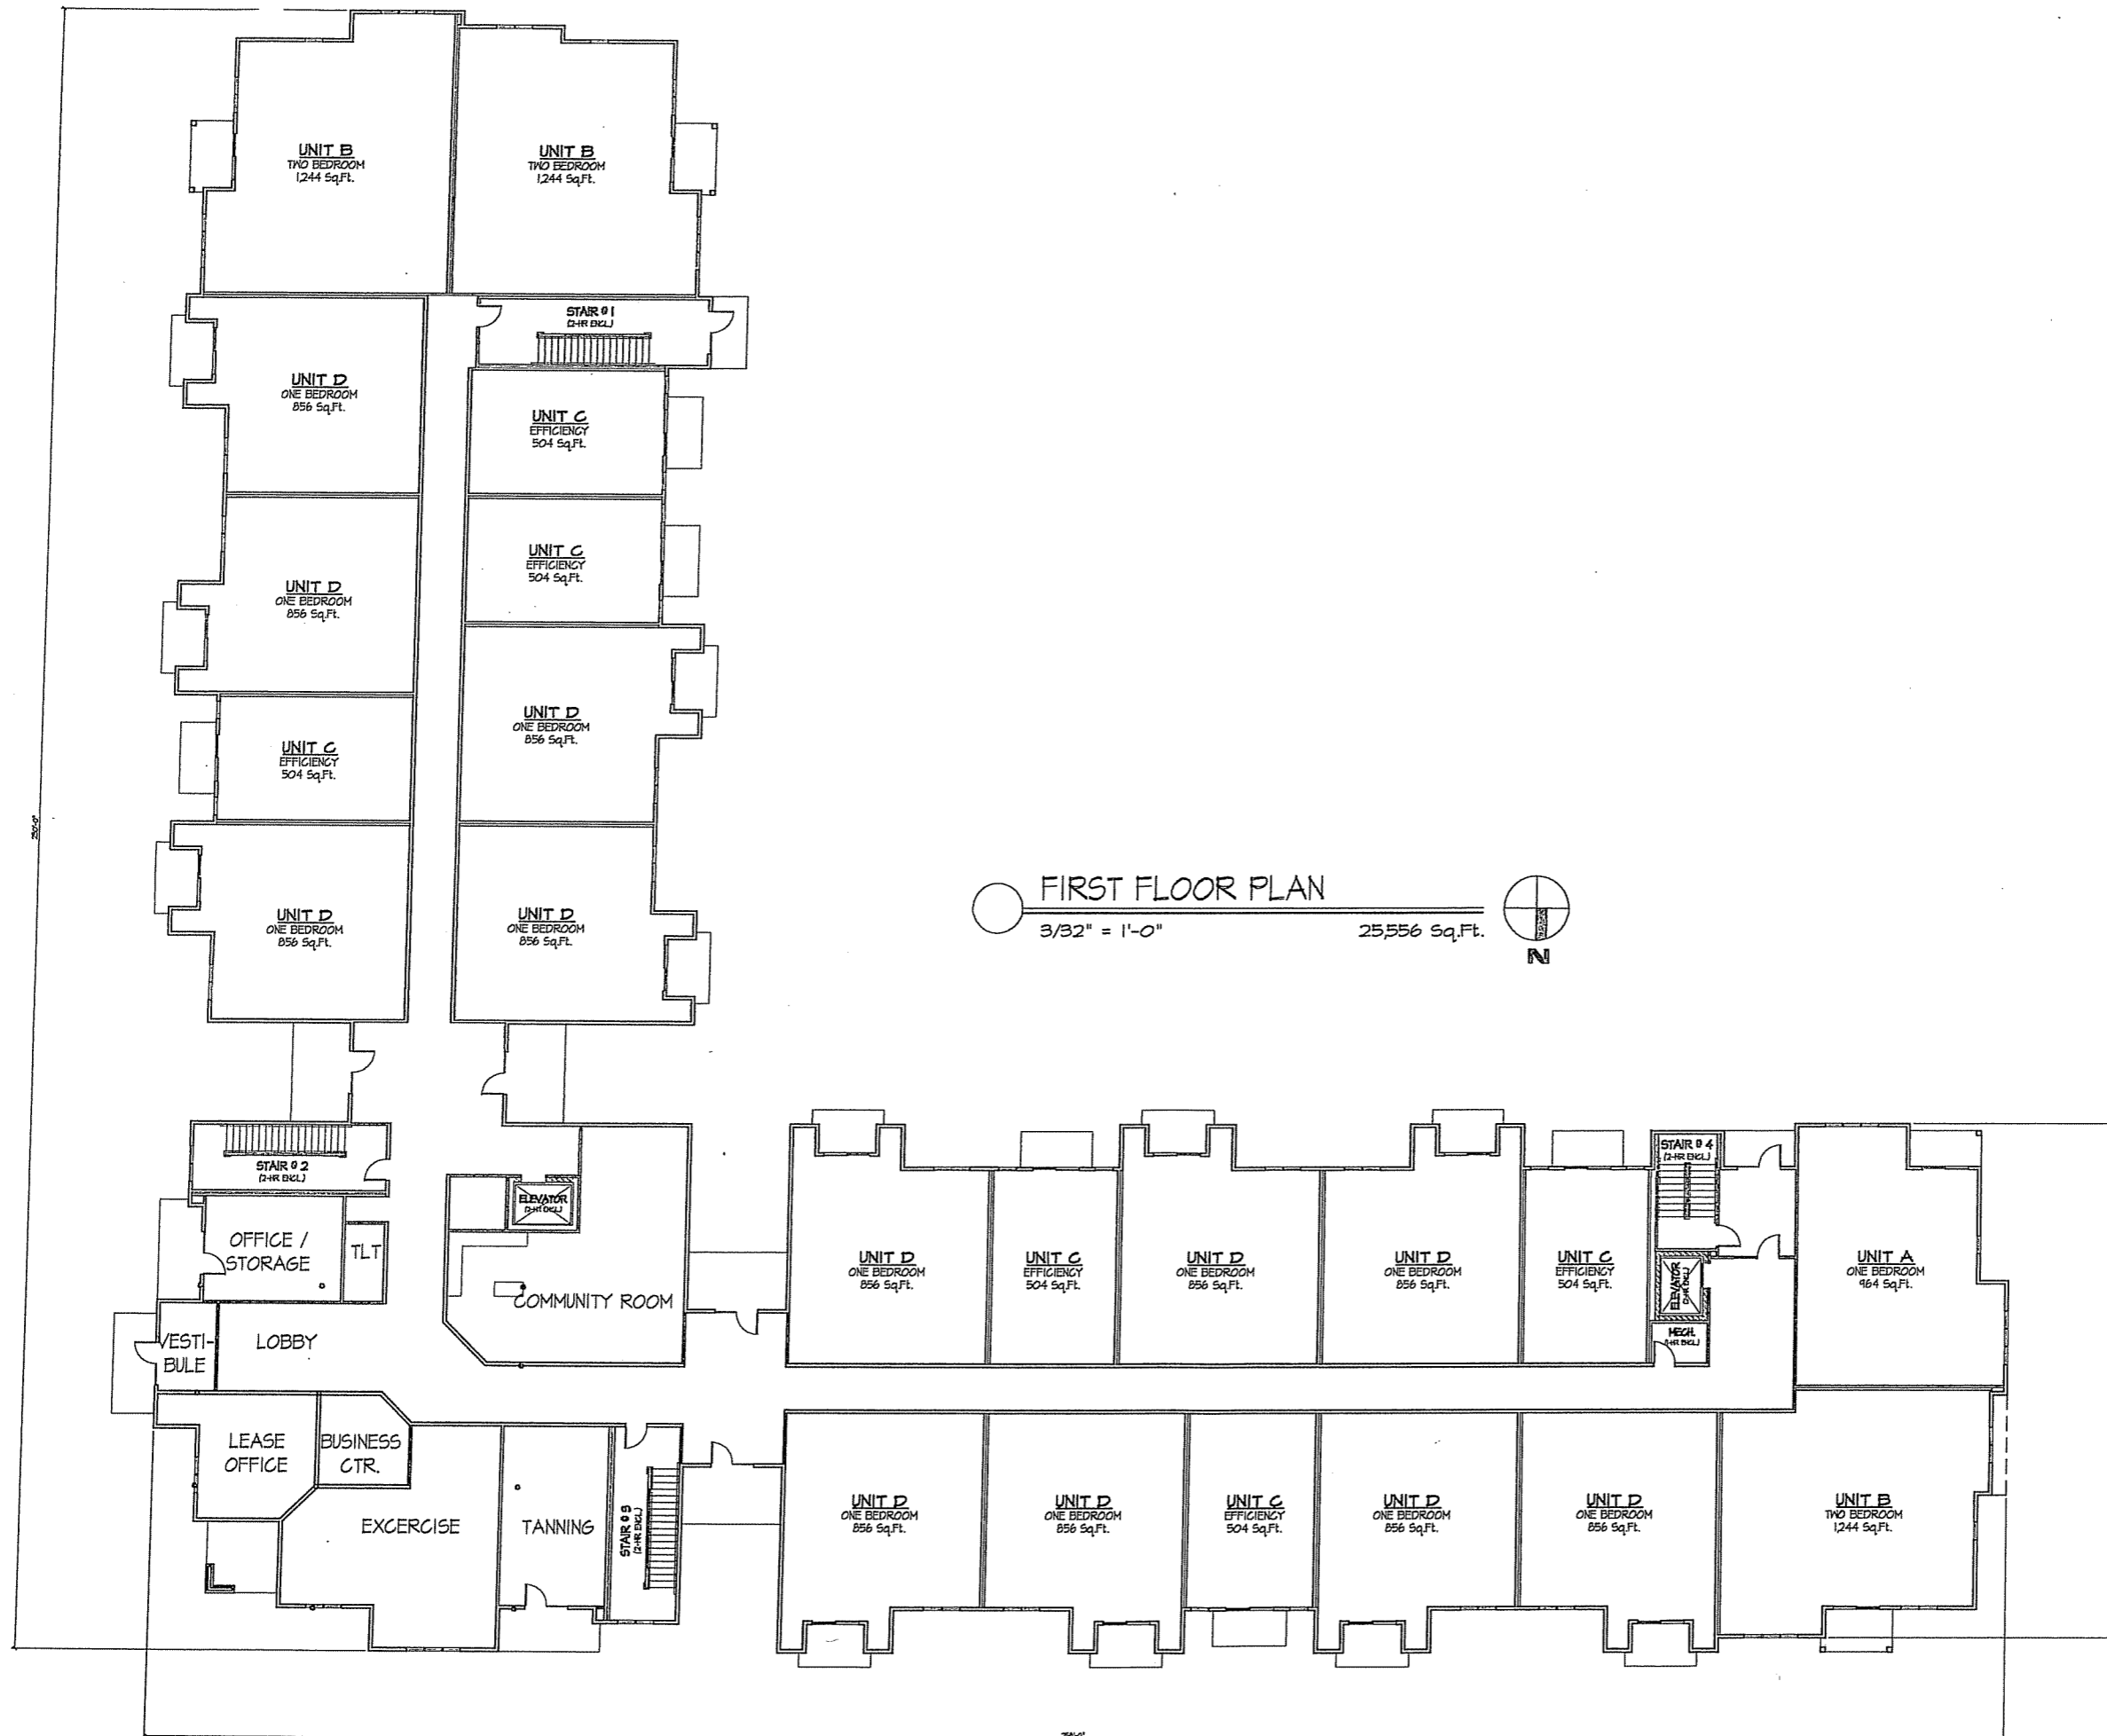 UNIT B
TWO BEDROOM
1,244 Sq.Ft.
UNIT B
TWO BEDROOM
1,244 Sq.Ft.
STAIR # 1
(2-HR ENCL.)
UNIT D
ONE BEDROOM
856 Sq.Ft.
UNIT C
EFFICIENCY
504 Sq.Ft.
UNIT C
EFFICIENCY
504 Sq.Ft.
UNIT D
ONE BEDROOM
856 Sq.Ft.
UNIT D
ONE BEDROOM
856 Sq.Ft.
UNIT C
EFFICIENCY
504 Sq.Ft.
UNIT D
ONE BEDROOM
856 Sq.Ft.
UNIT D
ONE BEDROOM
856 Sq.Ft.
FIRST FLOOR PLAN
3/32" = 1'-0"
25,556 Sq.Ft.
N
STAIR # 2
(2-HR ENCL.)
ELEVATOR
(2-HR ENCL.)
OFFICE /
STORAGE
TLT
COMMUNITY ROOM
VESTI-
BULE
LOBBY
UNIT D
ONE BEDROOM
856 Sq.Ft.
UNIT C
EFFICIENCY
504 Sq.Ft.
UNIT D
ONE BEDROOM
856 Sq.Ft.
UNIT D
ONE BEDROOM
856 Sq.Ft.
UNIT C
EFFICIENCY
504 Sq.Ft.
STAIR # 4
(2-HR ENCL.)
ELEVATOR
(2-HR ENCL.)
MECH.
(1-HR ENCL.)
UNIT A
ONE BEDROOM
964 Sq.Ft.
LEASE
OFFICE
BUSINESS
CTR.
EXCERCISE
TANNING
STAIR # 3
(2-HR ENCL.)
UNIT D
ONE BEDROOM
856 Sq.Ft.
UNIT D
ONE BEDROOM
856 Sq.Ft.
UNIT C
EFFICIENCY
504 Sq.Ft.
UNIT D
ONE BEDROOM
856 Sq.Ft.
UNIT D
ONE BEDROOM
856 Sq.Ft.
UNIT B
TWO BEDROOM
1,244 Sq.Ft.